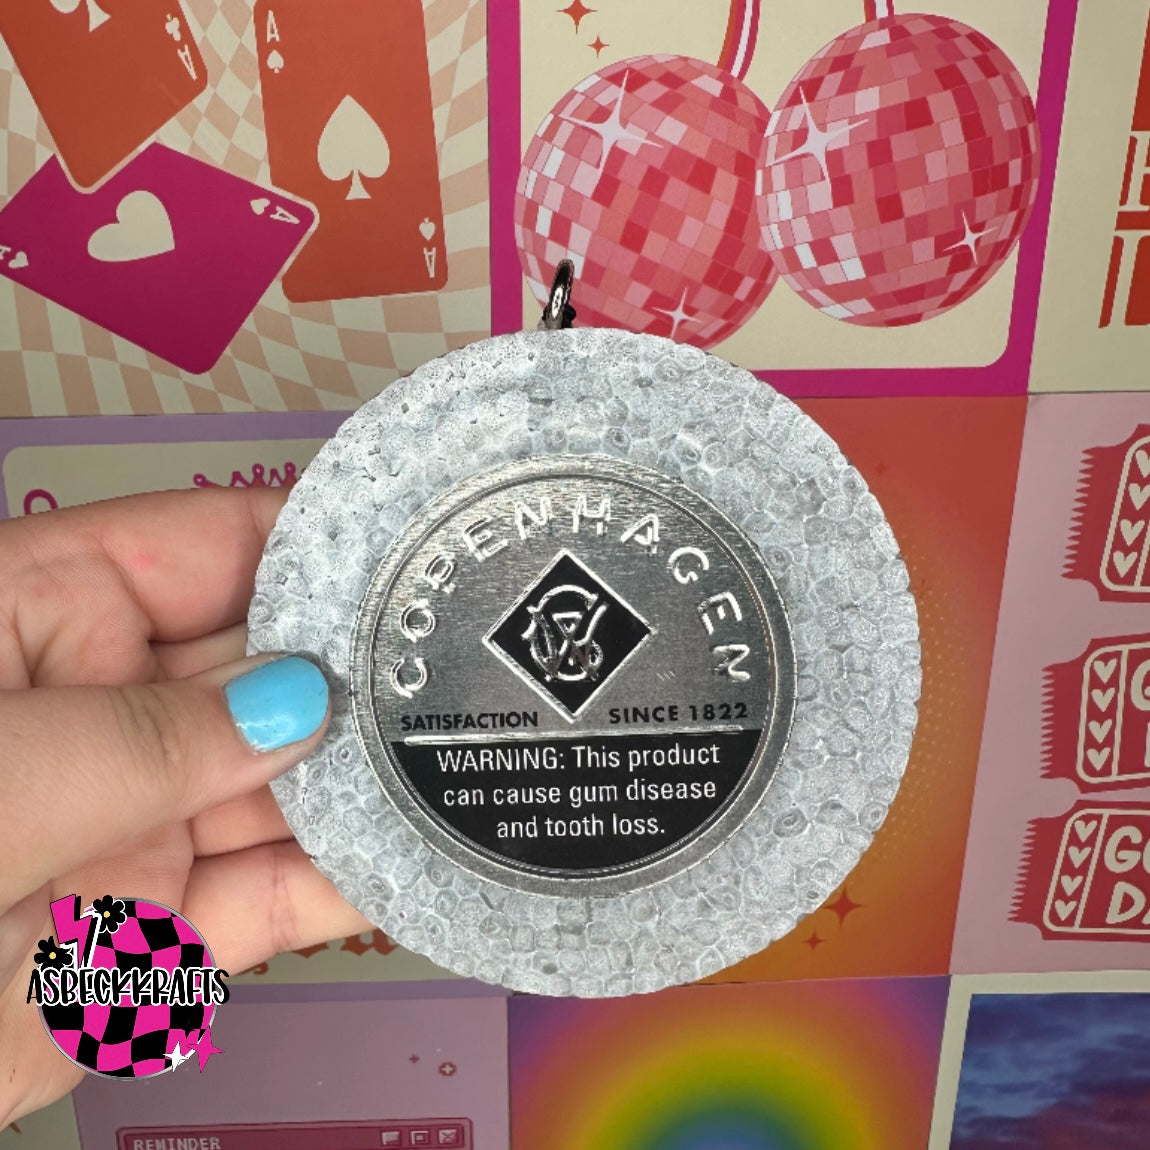 A
A
A
A
COPENHAGEN
SATISFACTION SINCE 1822
WARNING: This product
can cause gum disease
and tooth loss.
ASBECKKRAFTS
REMINDER